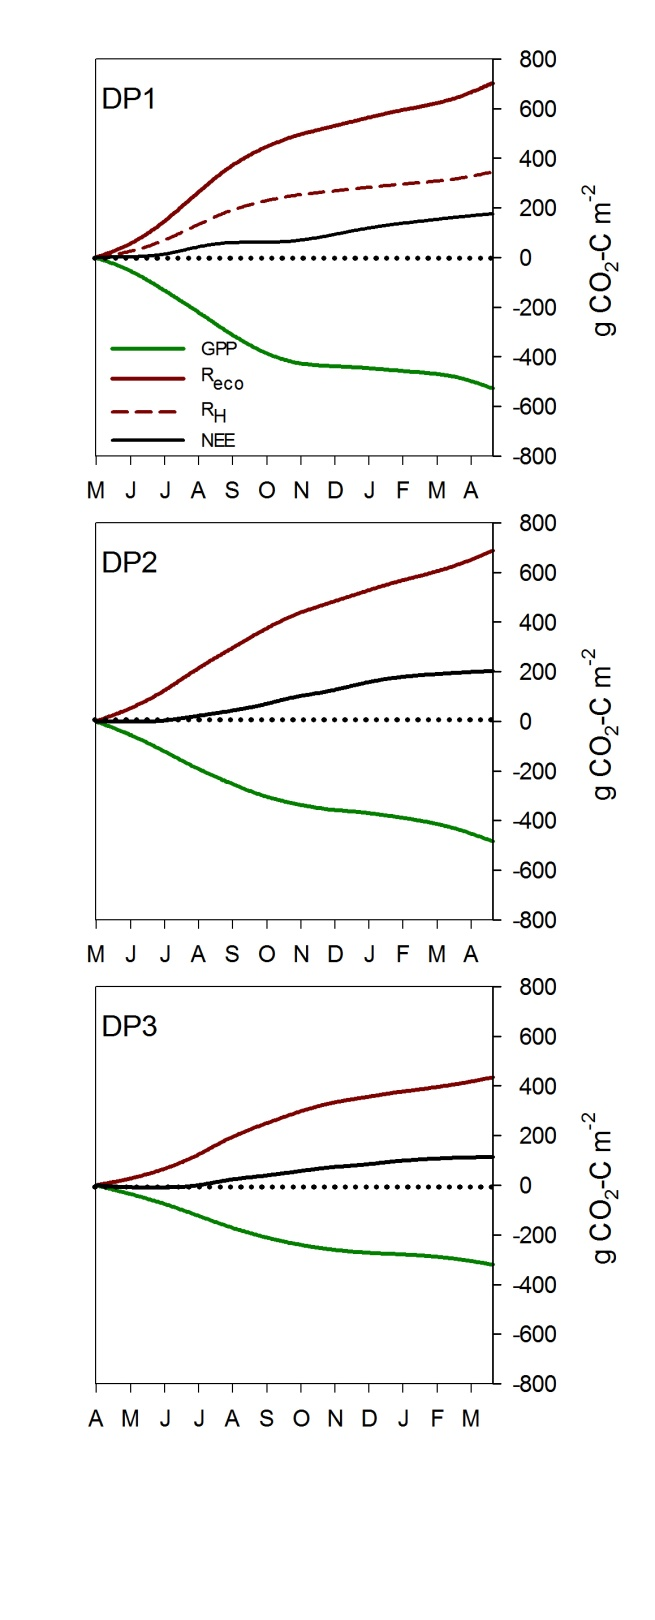 DP1
800
600
400
200
0
-200
-400
-600
-800
g CO2-C m-2
GPP
Reco
RH
NEE
M J J A S O N D J F M A
DP2
800
600
400
200
0
-200
-400
-600
-800
g CO2-C m-2
M J J A S O N D J F M A
DP3
800
600
400
200
0
-200
-400
-600
-800
g CO2-C m-2
A M J J A S O N D J F M